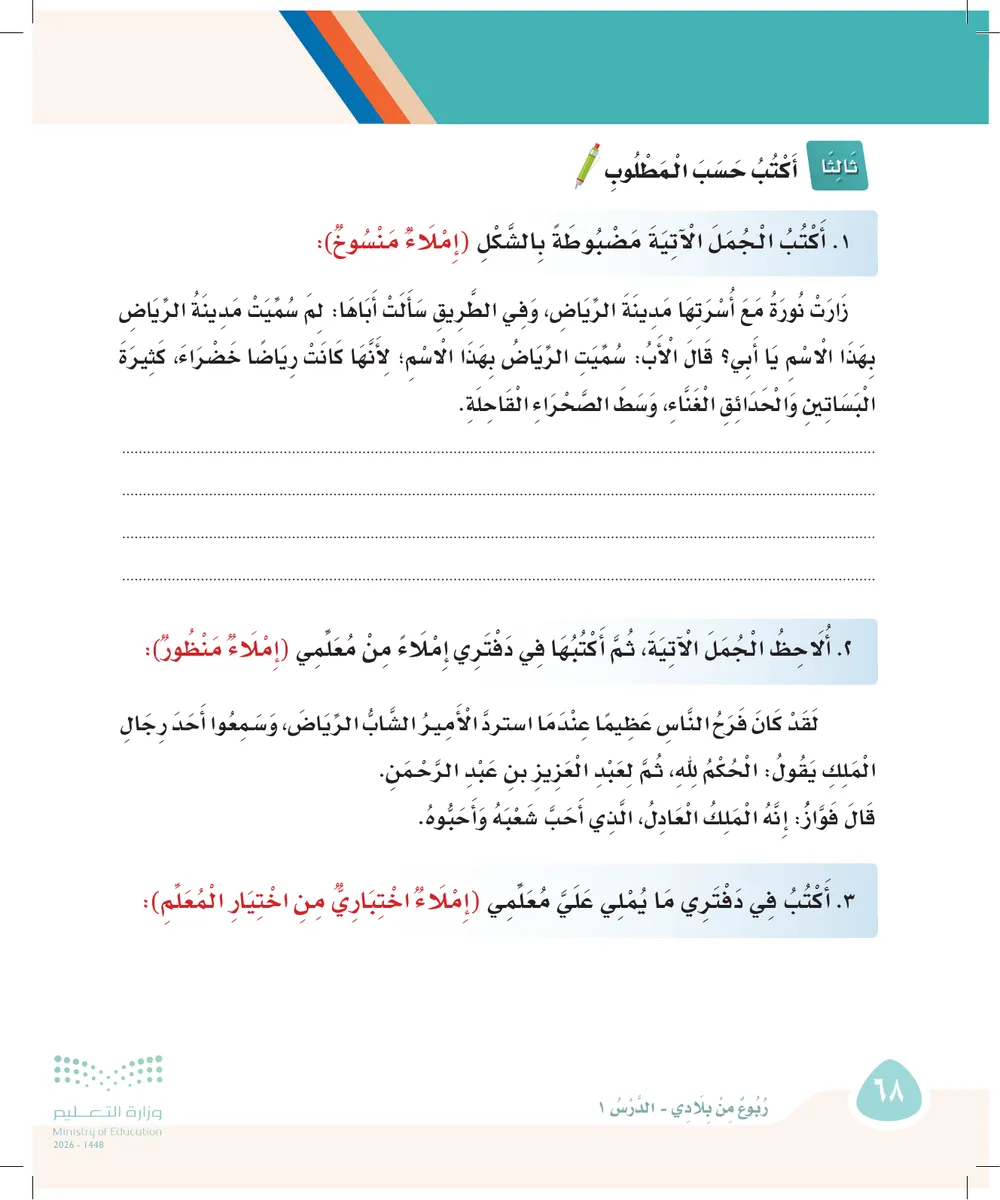 ثَالِثًا
أَكْتُبُ حَسَبَ الْمَطْلُوبِ
١. أَكْتُبُ الْجُمَلَ الْآتِيَةَ مَضْبُوطَةً بِالشَّكْلِ (إِمْلَاءٌ مَنْسُوخٌ):
زَارَتْ نُورَةُ مَعَ أُسْرَتِهَا مَدِينَةَ الرِّيَاضِ، وَفِي الطَّرِيقِ سَأَلَتْ أَبَاهَا: لِمَ سُمِّيَتْ مَدِينَةُ الرِّيَاضِ
بِهَذَا الْاسْمِ يَا أَبِي؟ قَالَ الْأَبُ: سُمِّيَتِ الرِّيَاضُ بِهَذَا الْاسْمِ؛ لِأَنَّهَا كَانَتْ رِيَاضًا خَضْرَاءَ، كَثِيرَةَ
الْبَسَاتِينِ وَالْحَدَائِقِ الْغَنَّاءِ، وَسَطَ الصَّحْرَاءِ الْقَاحِلَةِ.
٢. أُلَاحِظُ الْجُمَلَ الْآتِيَةَ، ثُمَّ أَكْتُبُهَا فِي دَفْتَرِي إِمْلَاءً مِنْ مُعَلِّمِي (إِمْلَاءٌ مَنْظُورٌ):
لَقَدْ كَانَ فَرَحُ النَّاسِ عَظِيمًا عِنْدَمَا استردَّ الْأَمِيرُ الشَّابُّ الرِّيَاضَ، وَسَمِعُوا أَحَدَ رِجَالِ
الْمَلِكِ يَقُولُ: الْحُكْمُ لِلهِ، ثُمَّ لِعَبْدِ الْعَزِيزِ بنِ عَبْدِ الرَّحْمَنِ.
قَالَ فَوَّازُ: إِنَّهُ الْمَلِكُ الْعَادِلُ، الَّذِي أَحَبَّ شَعْبَهُ وَأَحَبُّوهُ.
٣. أَكْتُبُ فِي دَفْتَرِي مَا يُمْلِي عَلَيَّ مُعَلِّمِي (إِمْلَاءٌ اخْتِبَارِيٌّ مِنِ اخْتِيَارِ الْمُعَلِّمِ):
٦٨
رُبُوعٌ مِنْ بِلَادِي - الدَّرْسُ ١
وزارة التعليم
Ministry of Education
2026 - 1448